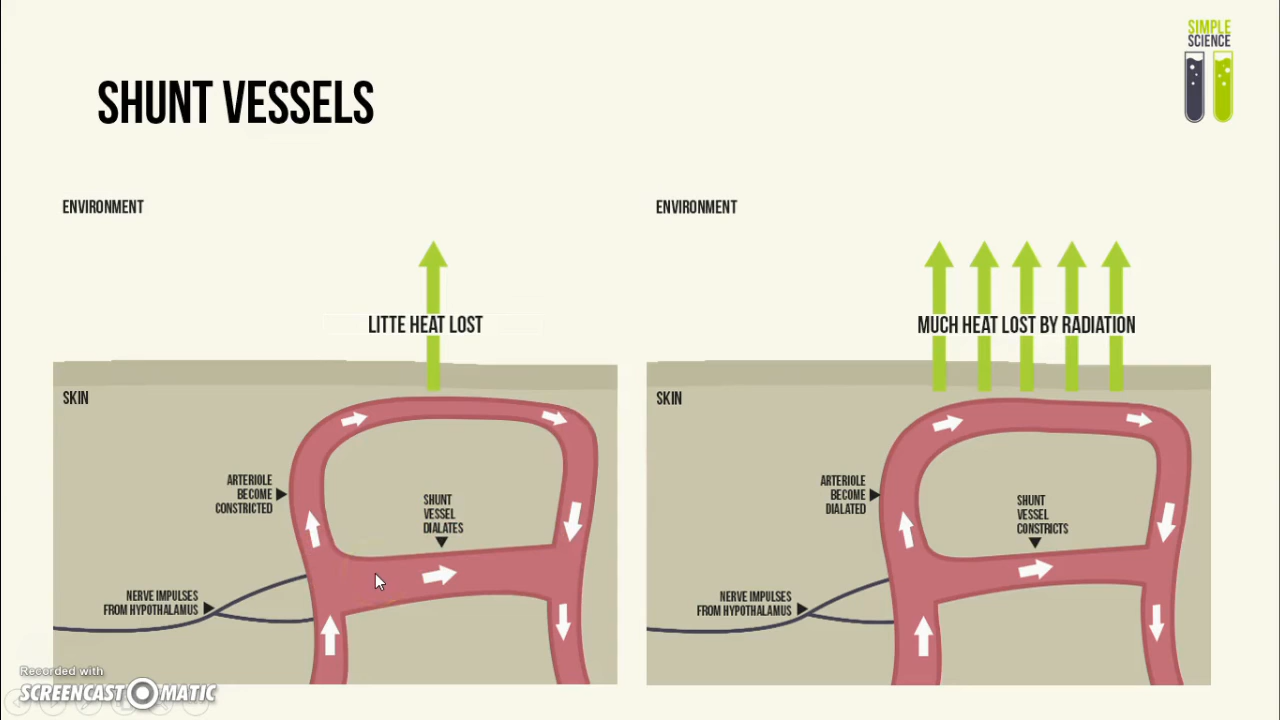 SIMPLE
SCIENCE
SHUNT VESSELS
ENVIRONMENT
LITTE HEAT LOST
SKIN
ARTERIOLE
BECOME
CONSTRICTED
SHUNT
VESSEL
DIALATES
NERVE IMPULSES
FROM HYPOTHALAMUS
ENVIRONMENT
MUCH HEAT LOST BY RADIATION
SKIN
ARTERIOLE
BECOME
DIALATED
SHUNT
VESSEL
CONSTRICTS
NERVE IMPULSES
FROM HYPOTHALAMUS
Recorded with
SCREENCAST MATIC